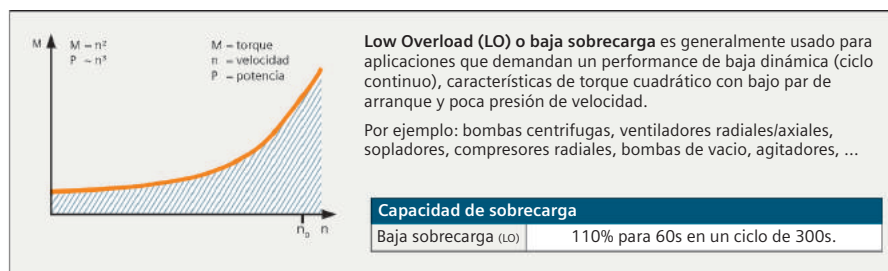 M
M ~ n²
P ~ n³
M – torque
n – velocidad
P – potencia
n₀ n
Low Overload (LO) o baja sobrecarga es generalmente usado para
aplicaciones que demandan un performance de baja dinámica (ciclo
continuo), características de torque cuadrático con bajo par de
arranque y poca presión de velocidad.
Por ejemplo: bombas centrifugas, ventiladores radiales/axiales,
sopladores, compresores radiales, bombas de vacio, agitadores, ...
Capacidad de sobrecarga
Baja sobrecarga (LO) 110% para 60s en un ciclo de 300s.